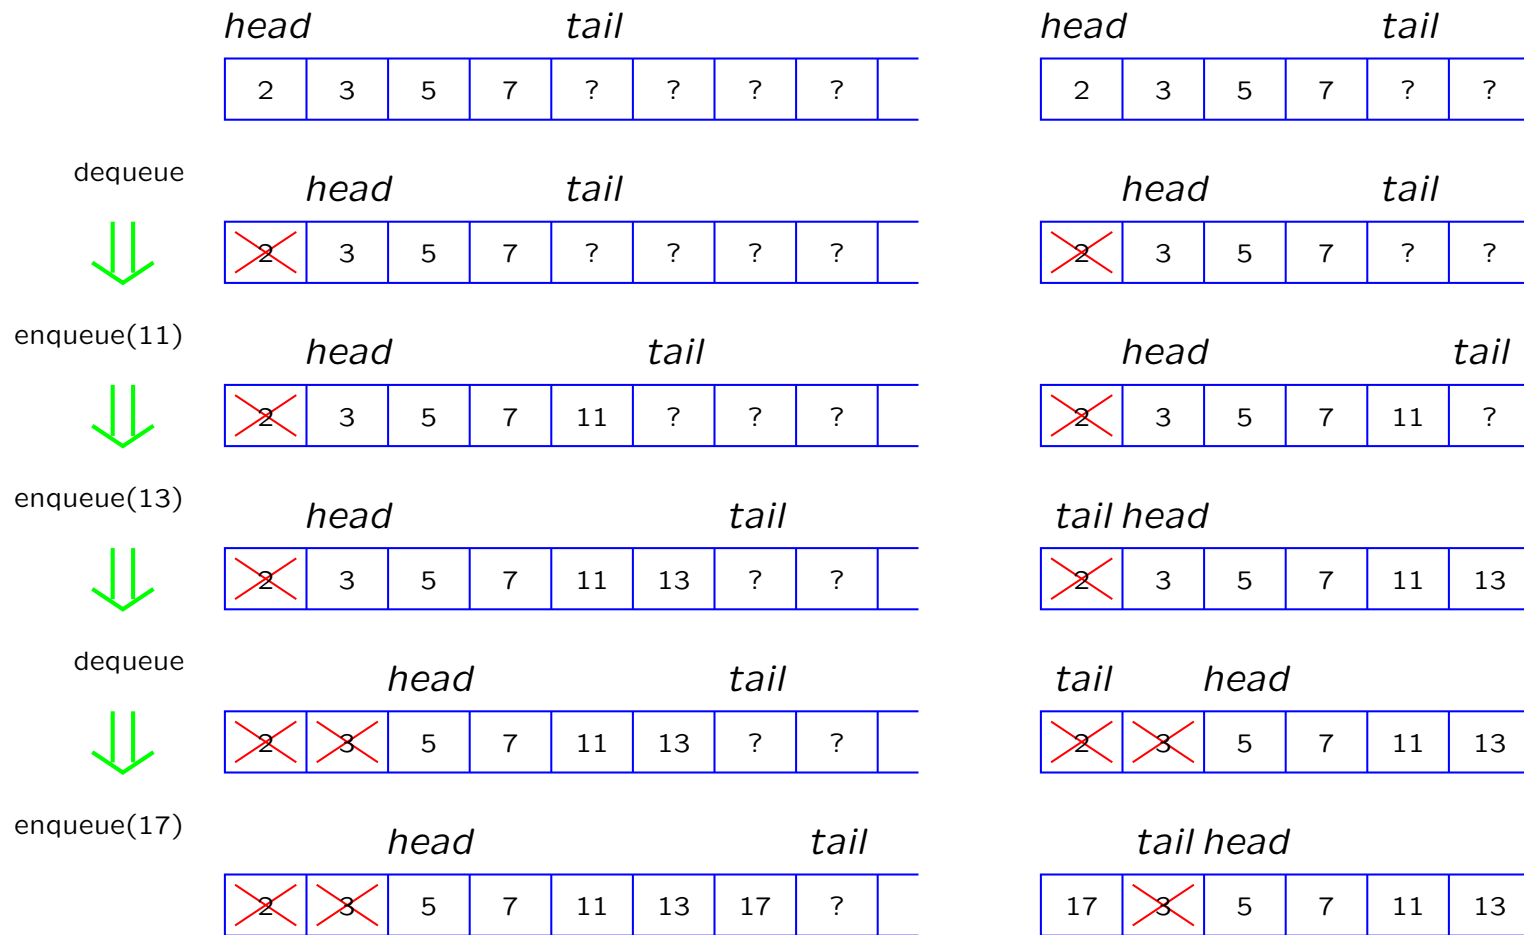 head tail head tail
2 3 5 7 ? ? ? ? 2 3 5 7 ? ?
dequeue
head tail head tail
2 3 5 7 ? ? ? ? 2 3 5 7 ? ?
enqueue(11)
head tail head tail
2 3 5 7 11 ? ? ? 2 3 5 7 11 ?
enqueue(13)
head tail tail head
2 3 5 7 11 13 ? ? 2 3 5 7 11 13
dequeue
head tail tail head
2 3 5 7 11 13 ? ? 2 3 5 7 11 13
enqueue(17)
head tail tail head
2 3 5 7 11 13 17 ? 17 3 5 7 11 13